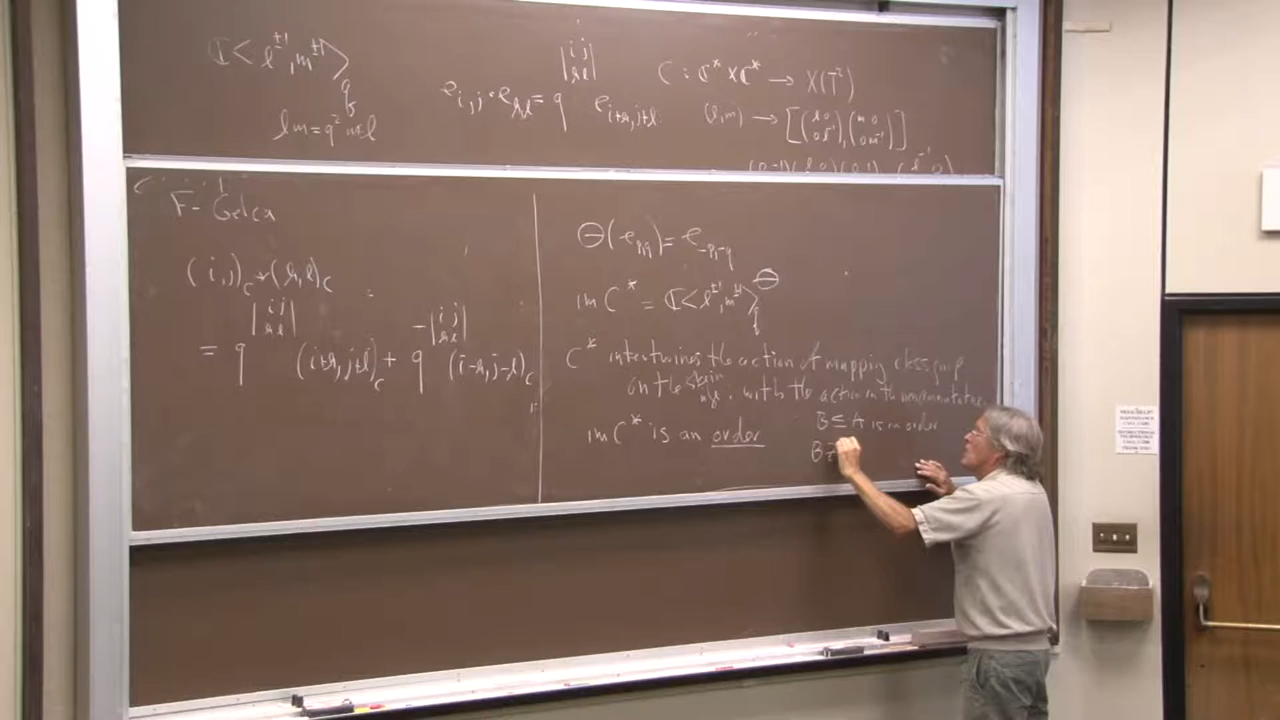 ℂ< l^{±1}, m^{±1} >_q
lm = q^2 ml
e_{i,j} · e_{k,l} = q^{|i j; k l|} e_{i+k, j+l}
C : ℂ^* × ℂ^* → X(T^2)
(l,m) → [(l 0; 0 l^{-1}), (m 0; 0 m^{-1})]
F- Gelca
(i,j)_C * (k,l)_C
= q^{|i j; k l|} (i+k, j+l)_C + q^{-|i j; k l|} (i-k, j-l)_C
Θ(e_{p,q}) = e_{-p,-q}
im C^* = ℂ< l^{±1}, m^{±1} >_q^Θ
C^* intertwines the action of mapping class group
on the skein alg. with the action on the noncommutative
im C^* is an order
B ≤ A is an order
B ≠